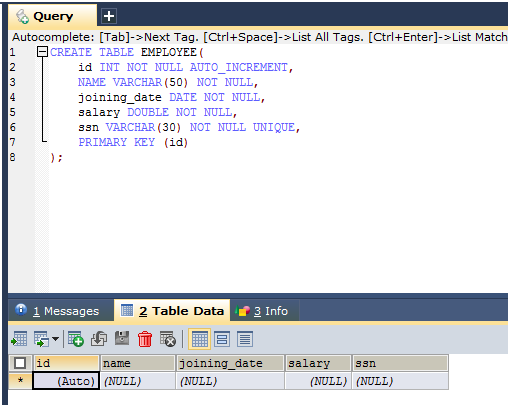 Query
Autocomplete: [Tab]->Next Tag. [Ctrl+Space]->List All Tags. [Ctrl+Enter]->List Match
1 CREATE TABLE EMPLOYEE(
2 id INT NOT NULL AUTO_INCREMENT,
3 NAME VARCHAR(50) NOT NULL,
4 joining_date DATE NOT NULL,
5 salary DOUBLE NOT NULL,
6 ssn VARCHAR(30) NOT NULL UNIQUE,
7 PRIMARY KEY (id)
8 );
1 Messages 2 Table Data 3 Info
id name joining_date salary ssn
* (Auto) (NULL) (NULL) (NULL) (NULL)